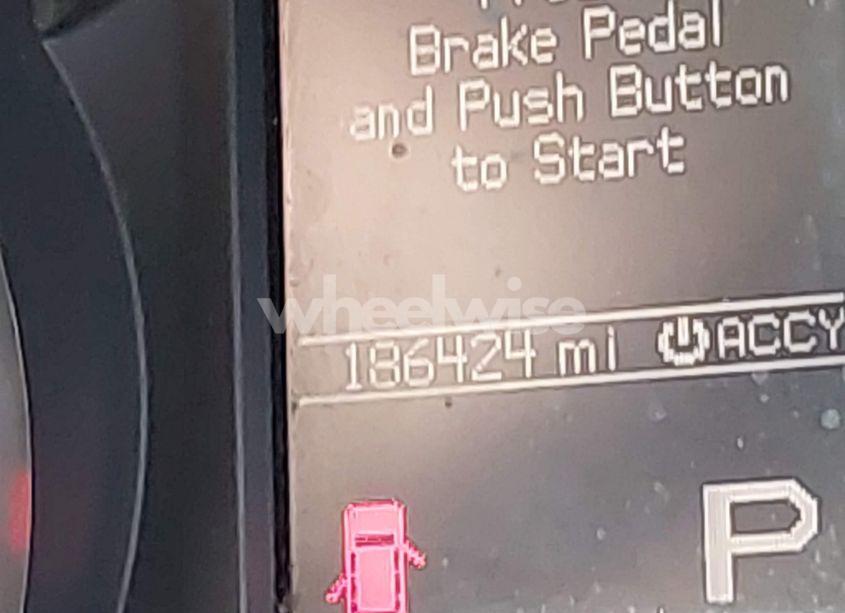 Brake Pedal
and Push Button
to Start
wheelwise
186424 mi ACCY
P